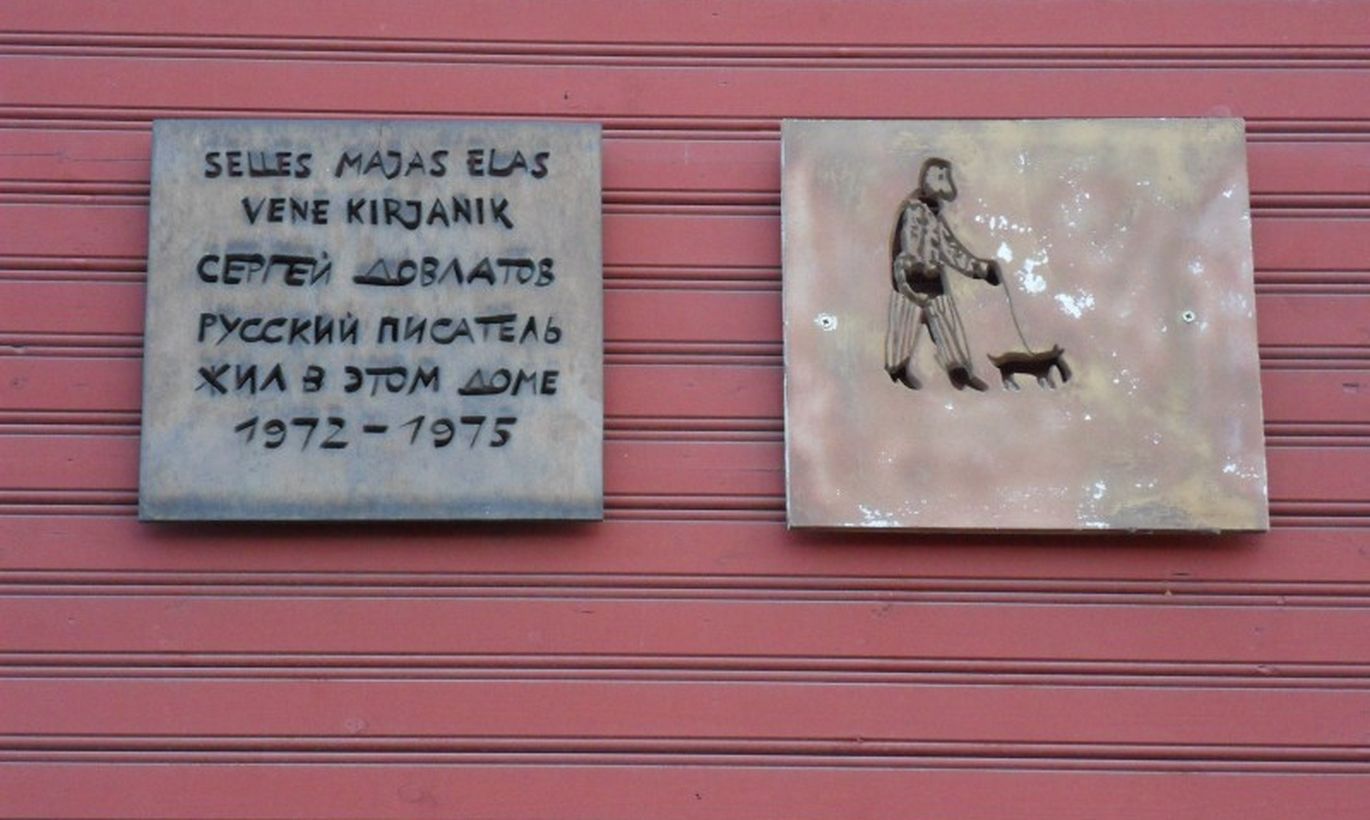 SELLES MAJAS ELAS
VENE KIRJANIK
СЕРГЕЙ ДОВЛАТОВ
РУССКИЙ ПИСАТЕЛЬ
ЖИЛ В ЭТОМ ДОМЕ
1972-1975